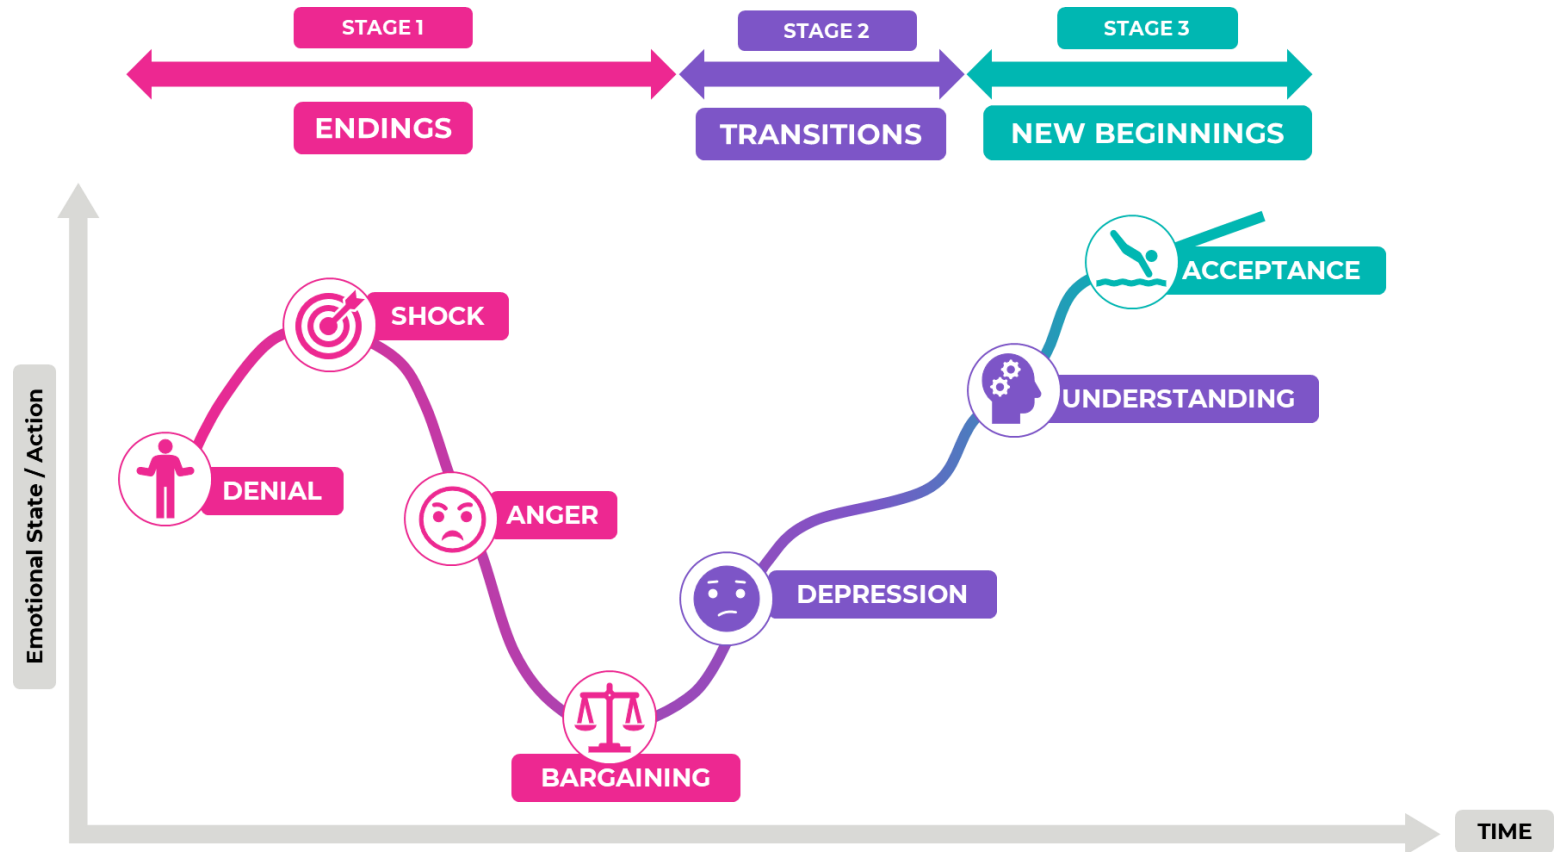 STAGE 1
STAGE 2
STAGE 3
ENDINGS
TRANSITIONS
NEW BEGINNINGS
Emotional State / Action
DENIAL
SHOCK
ANGER
BARGAINING
DEPRESSION
UNDERSTANDING
ACCEPTANCE
TIME